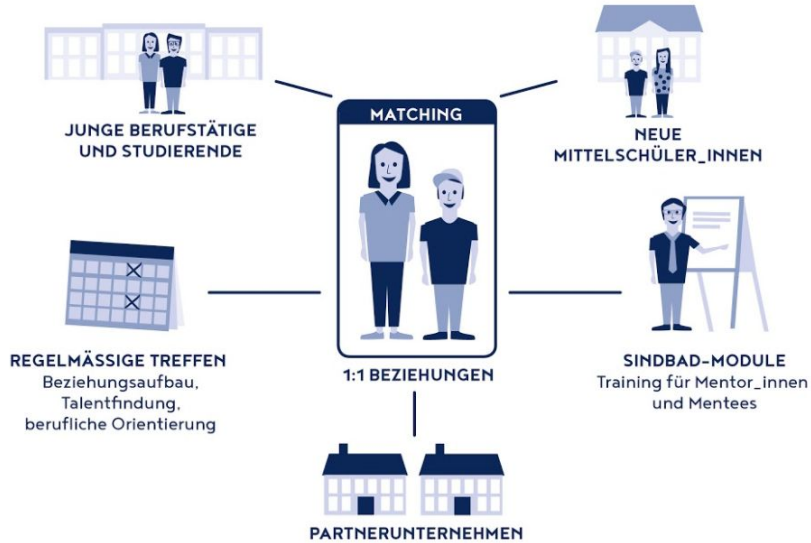 JUNGE BERUFSTÄTIGE
UND STUDIERENDE
MATCHING
NEUE
MITTELSCHÜLER_INNEN
REGELMÄSSIGE TREFFEN
Beziehungsaufbau,
Talentfindung,
berufliche Orientierung
1:1 BEZIEHUNGEN
SINDBAD-MODULE
Training für Mentor_innen
und Mentees
PARTNERUNTERNEHMEN